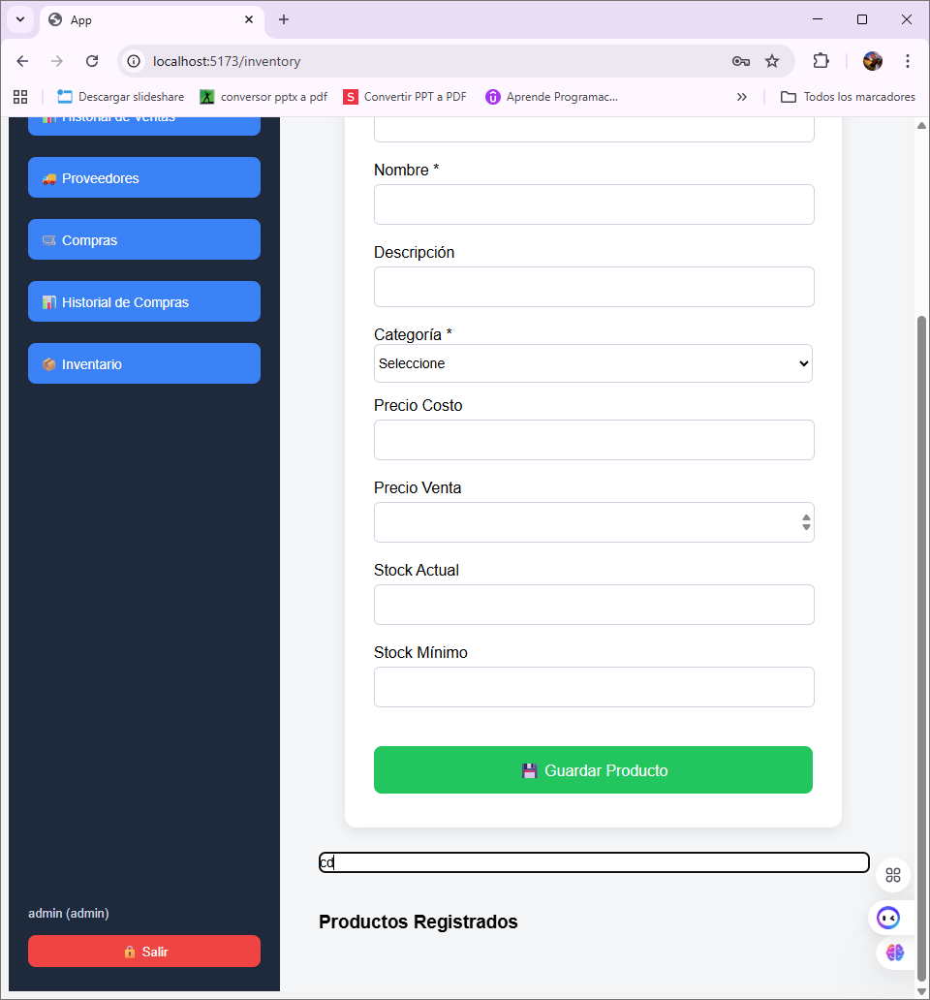 App
localhost:5173/inventory
Descargar slideshare
conversor pptx a pdf
S Convertir PPT a PDF
Aprende Programac...
Todos los marcadores
Historial de Ventas
Proveedores
Compras
Historial de Compras
Inventario
admin (admin)
Salir
Nombre *
Descripción
Categoría *
Seleccione
Precio Costo
Precio Venta
Stock Actual
Stock Mínimo
Guardar Producto
cd
Productos Registrados